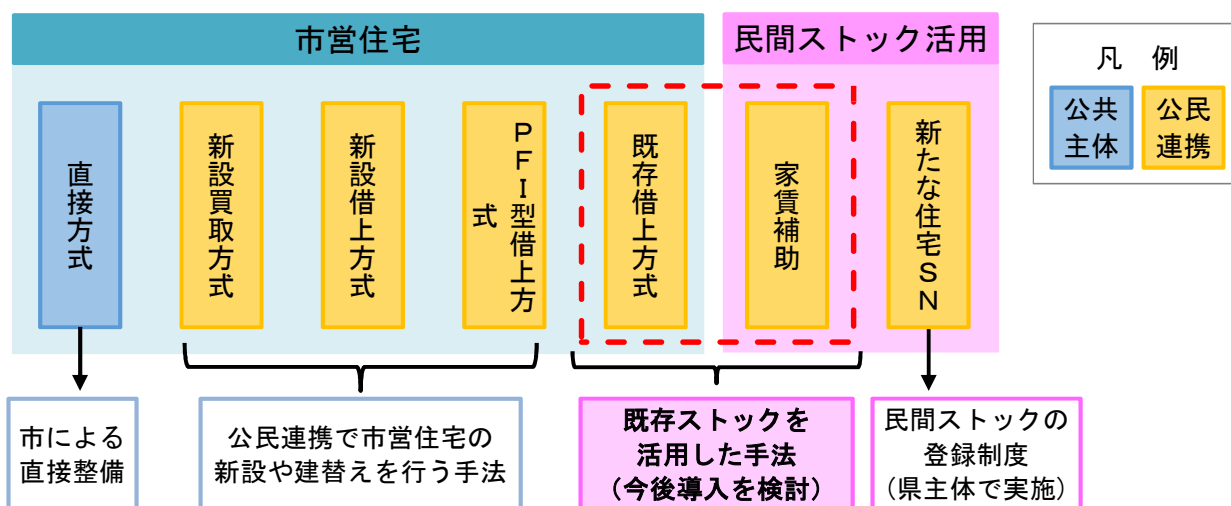 市営住宅
民間ストック活用
凡 例
公共
主体
公民
連携
直接方式
新設買取方式
新設借上方式
ＰＦＩ型借上方
式
既存借上方式
家賃補助
新たな住宅ＳＮ
市による
直接整備
公民連携で市営住宅の
新設や建替えを行う手法
既存ストックを
活用した手法
（今後導入を検討）
民間ストックの
登録制度
（県主体で実施）